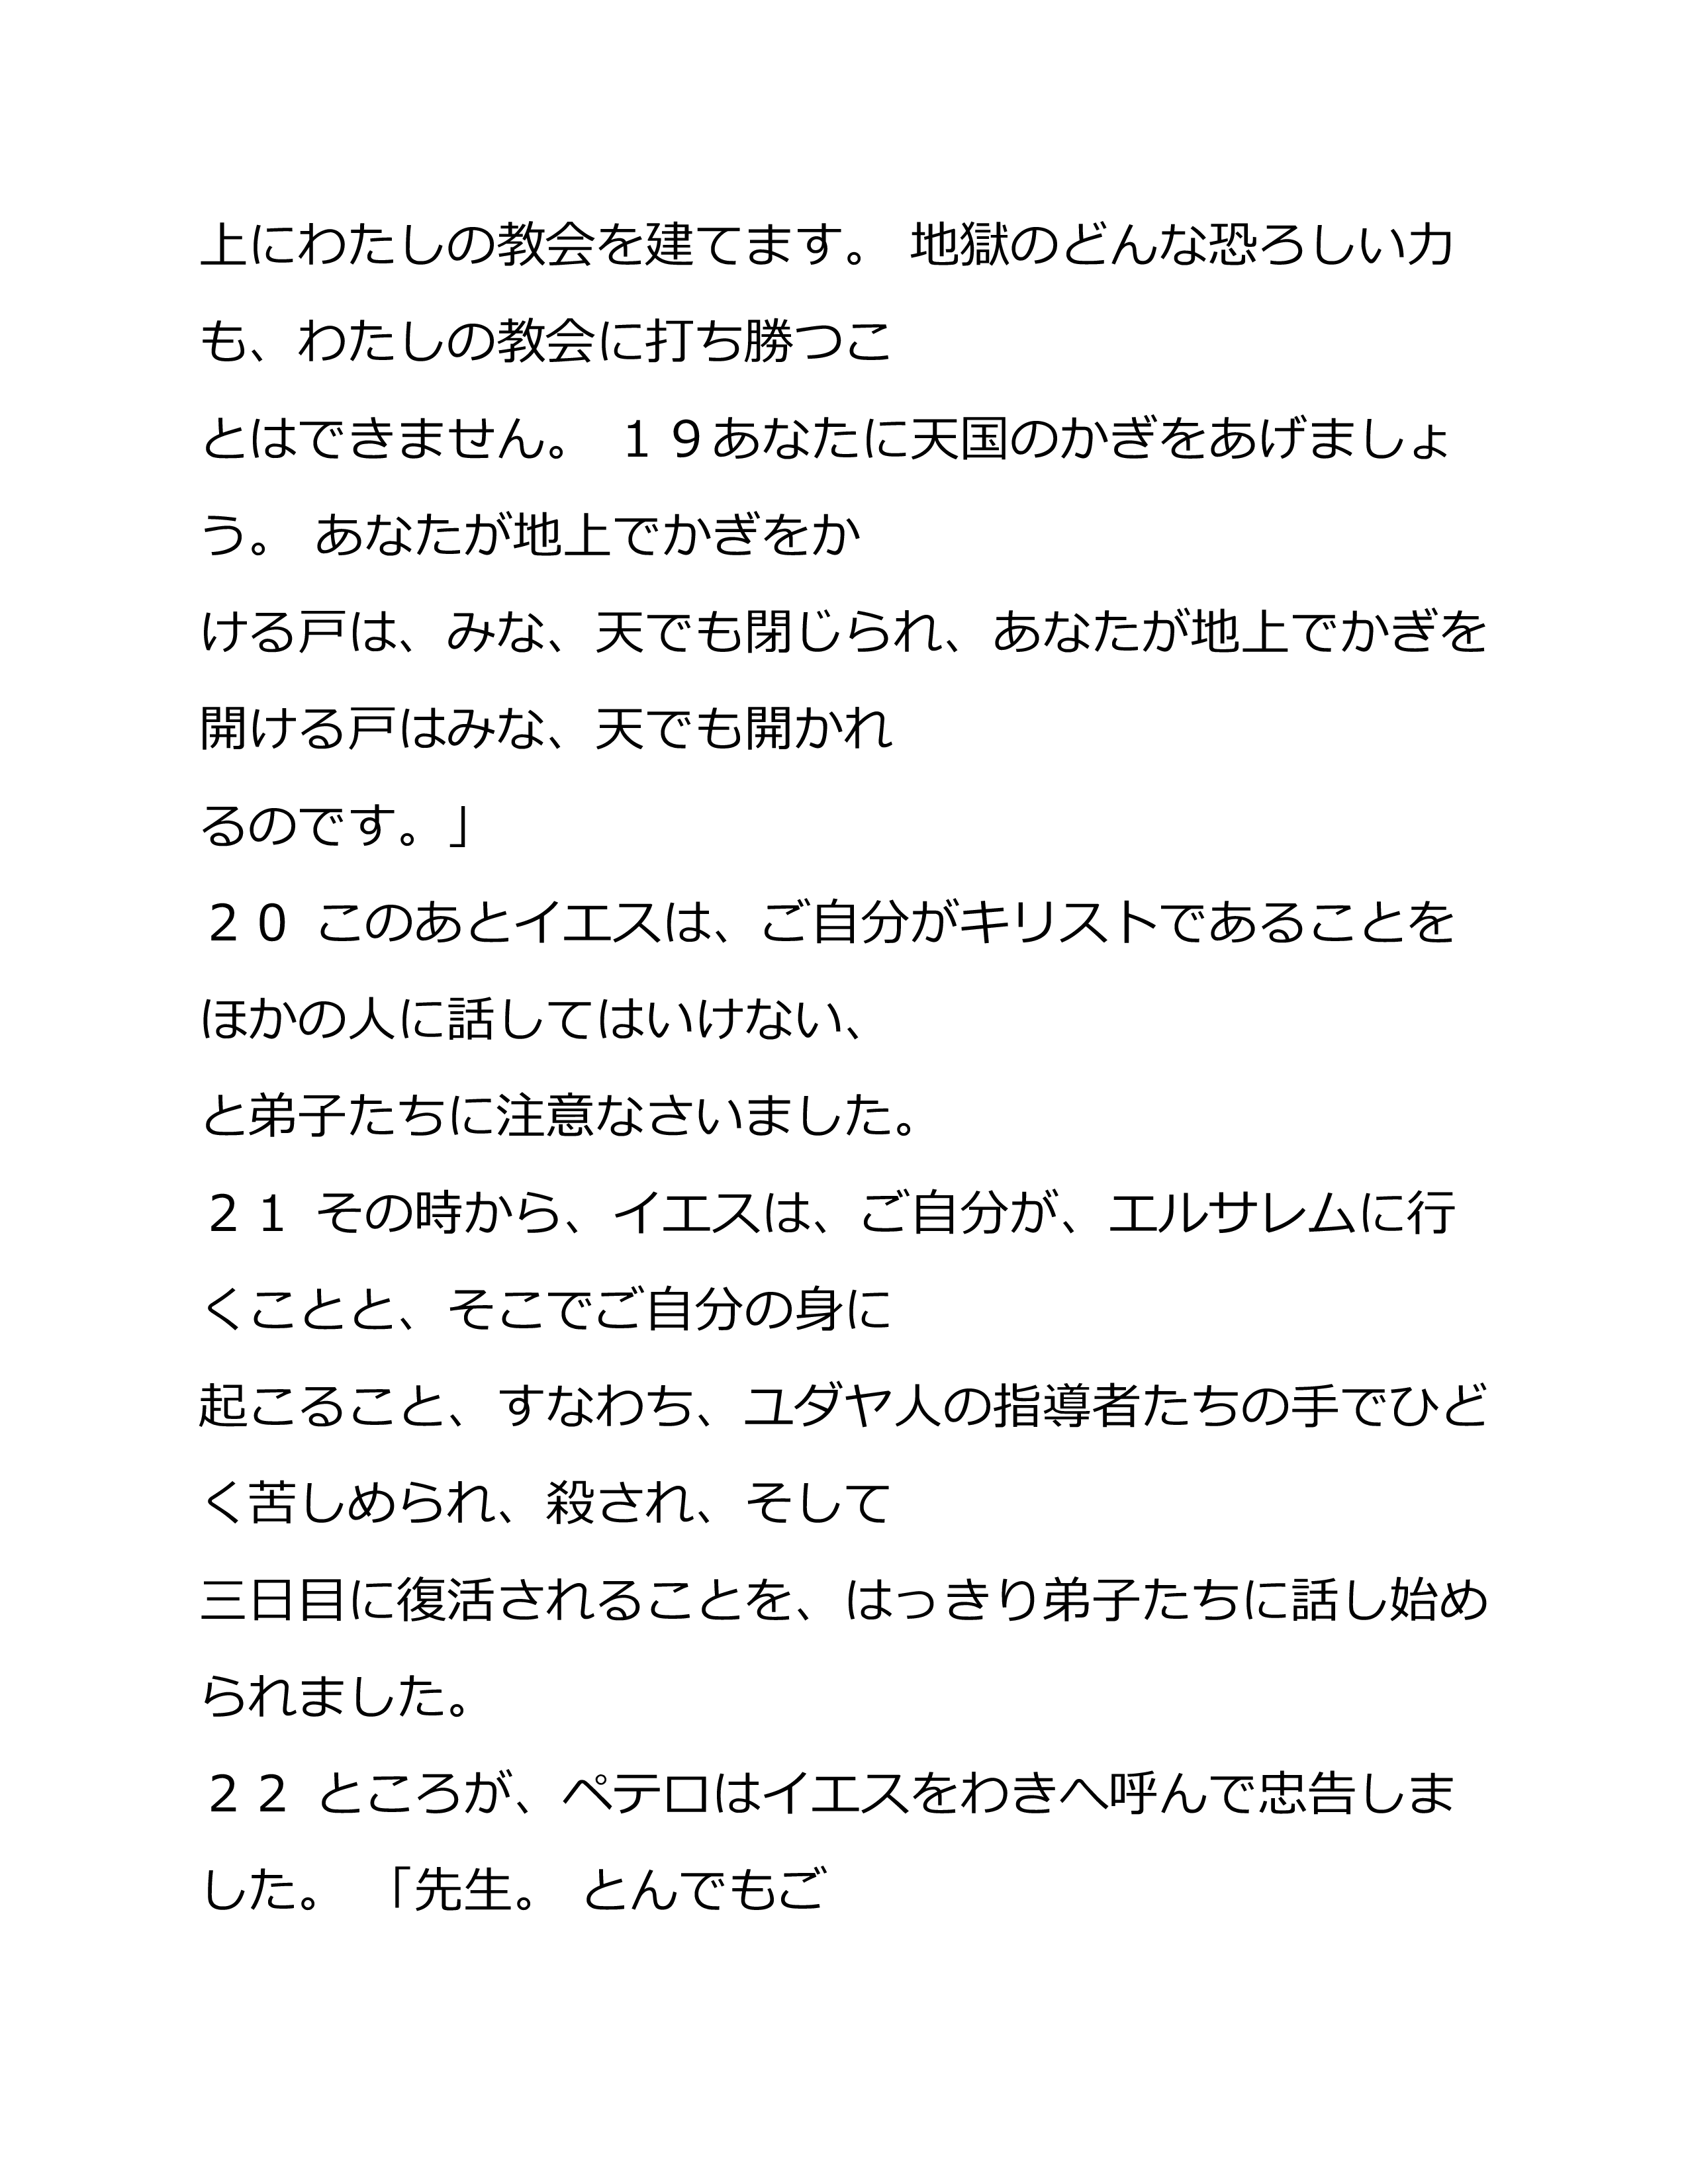 上にわたしの教会を建てます。 地獄のどんな恐ろしい力
も、わたしの教会に打ち勝つこ
とはできません。 １９あなたに天国のかぎをあげましょ
う。 あなたが地上でかぎをか
ける戸は、みな、天でも閉じられ、あなたが地上でかぎを
開ける戸はみな、天でも開かれ
るのです。」
２０ このあとイエスは、ご自分がキリストであることを
ほかの人に話してはいけない、
と弟子たちに注意なさいました。
２１ その時から、イエスは、ご自分が、エルサレムに行
くことと、そこでご自分の身に
起こること、すなわち、ユダヤ人の指導者たちの手でひど
く苦しめられ、殺され、そして
三日目に復活されることを、はっきり弟子たちに話し始め
られました。
２２ ところが、ペテロはイエスをわきへ呼んで忠告しま
した。 「先生。 とんでもご